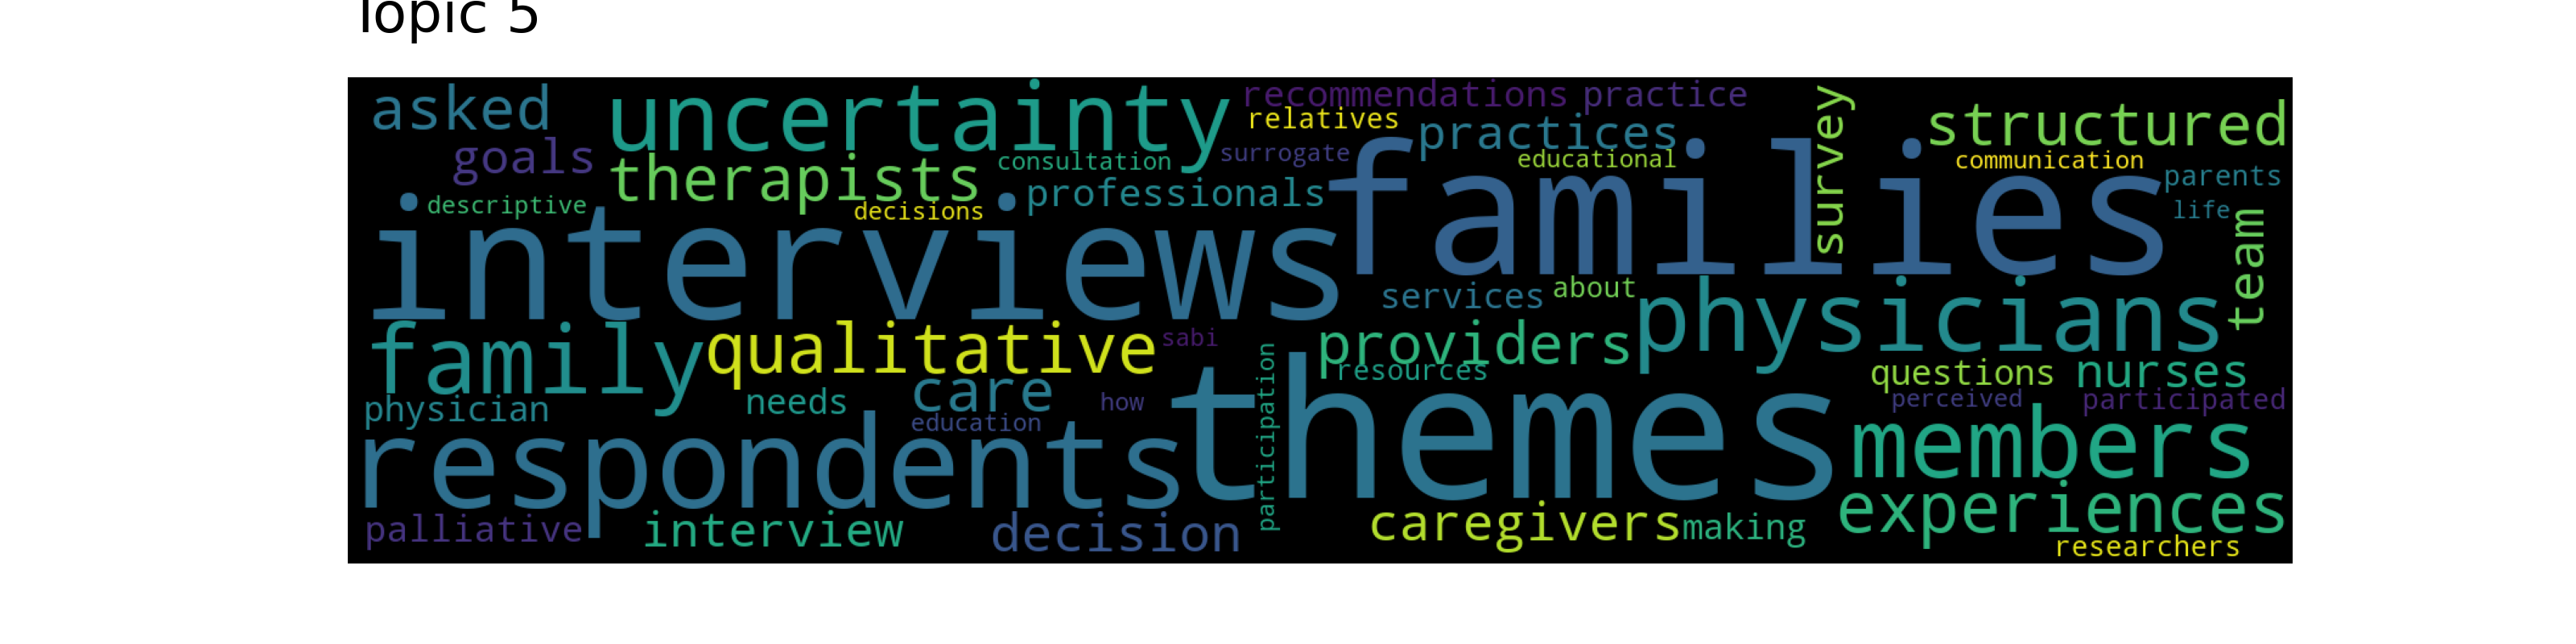 Topic 5
asked
uncertainty
recommendations
practice
relatives
practices
survey
structured
goals
therapists
consultation
surrogate
educational
communication
parents
descriptive
decisions
professionals
families
life
team
interviews
services
about
physicians
family
qualitative
sabi
providers
resources
questions
nurses
physician
needs
care
how
education
participation
themes
perceived
participated
respondents
members
experiences
palliative
interview
decision
caregivers
making
researchers